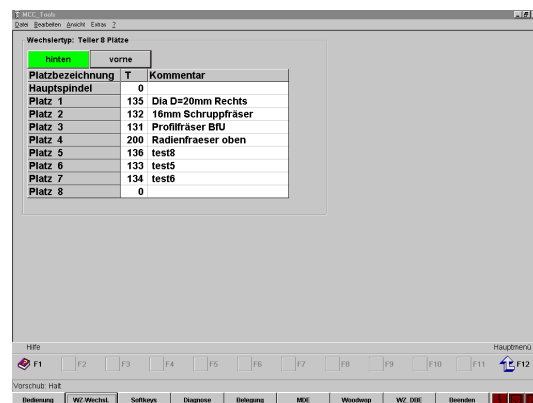 MCC_Tools
Datei Bearbeiten Ansicht Extras ?
Wechslertyp: Teller 8 Plätze
hinten vorne
Platzbezeichnung T Kommentar
Hauptspindel 0
Platz 1 135 Dia D=20mm Rechts
Platz 2 132 16mm Schruppfräser
Platz 3 131 Profilfräser BfU
Platz 4 200 Radienfraeser oben
Platz 5 136 test8
Platz 6 133 test5
Platz 7 134 test6
Platz 8 0
Hilfe Hauptmenü
F1 F2 F3 F4 F5 F6 F7 F8 F9 F10 F11 F12
Vorschub: Halt
Bedienung WZ-Wechsl. Softkeys Diagnose Belegung MDE Woodwop WZ_DBE Beenden